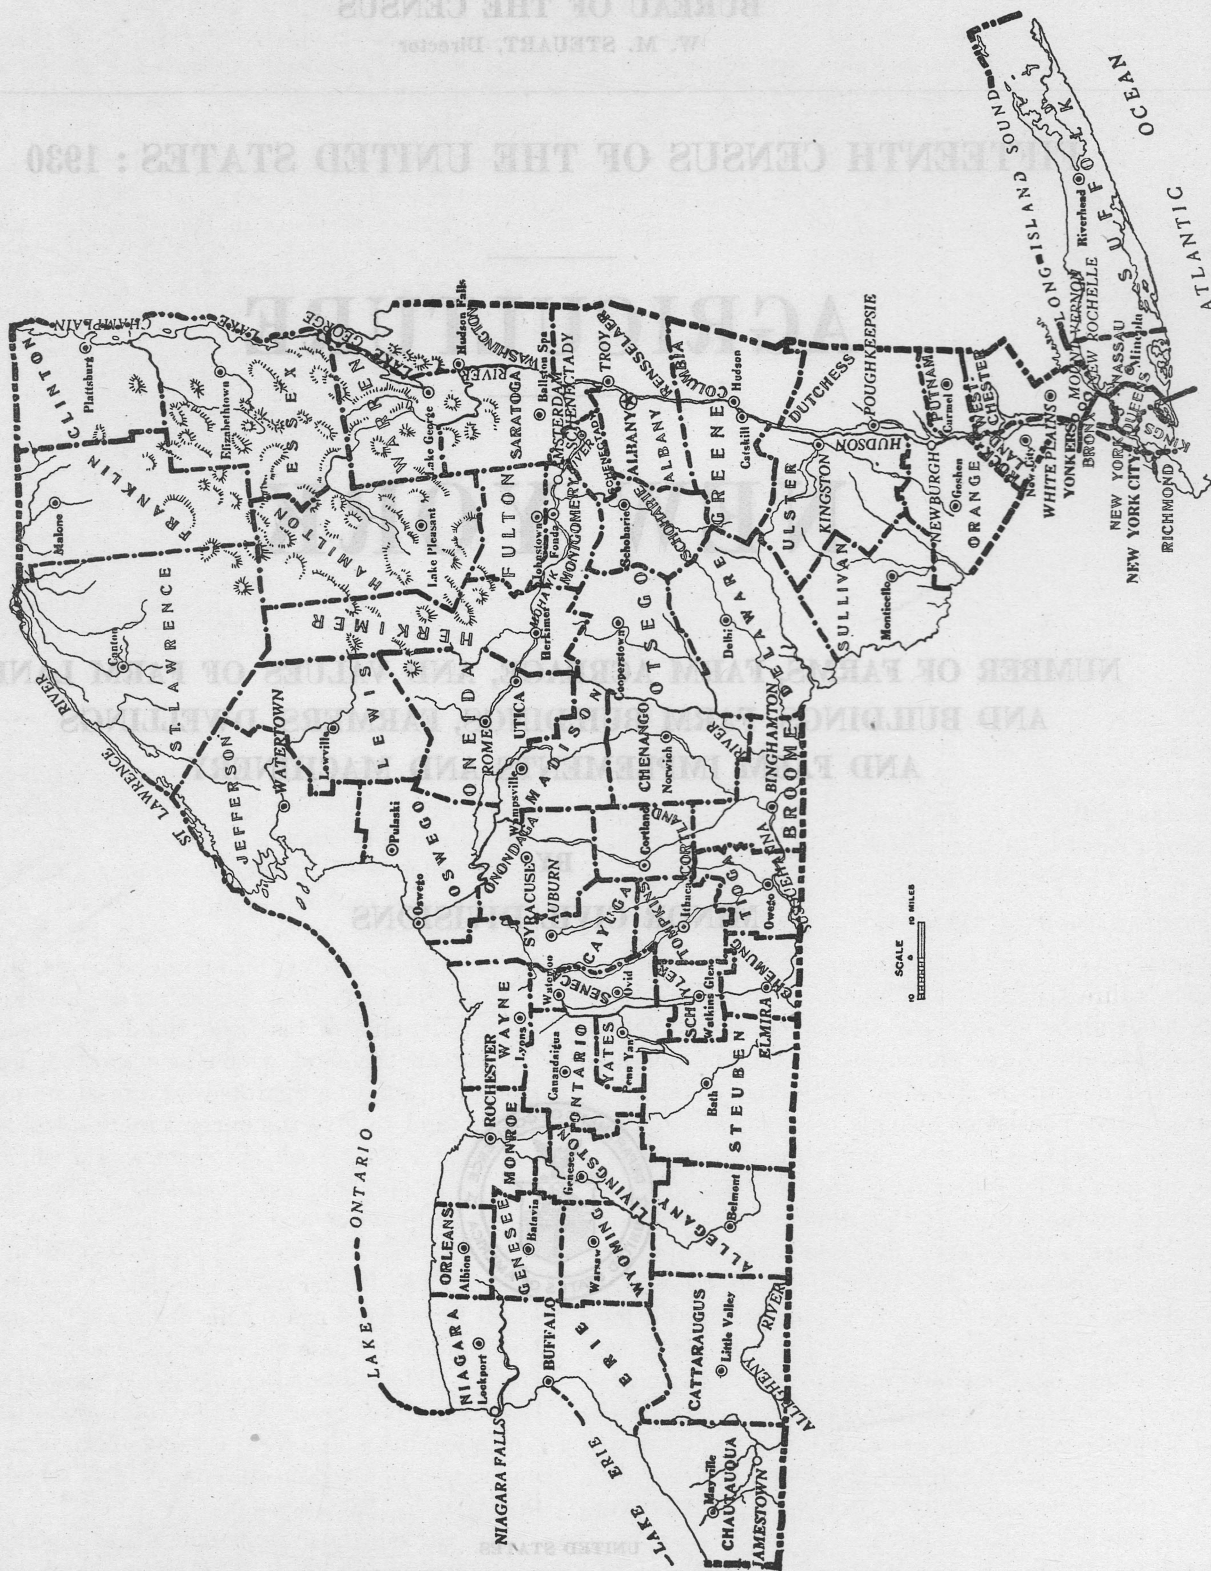 CLINTON
Plattsburg
LAKE CHAMPLAIN
FRANKLIN
Malone
ST. LAWRENCE
Canton
ST LAWRENCE RIVER
ESSEX
Elizabethtown
LAKE GEORGE
HAMILTON
Lake Pleasant
WARREN
Lake George
WASHINGTON
Hudson Falls
JEFFERSON
WATERTOWN
LEWIS
Lowville
HERKIMER
Herkimer
MOHAWK RIVER
FULTON
Johnstown
SARATOGA
Ballston Spa
MONTGOMERY
Fonda
AMSTERDAM
SCHENECTADY
SCHENECTADY
RENSSELAER
TROY
ALBANY
ALBANY
SCHOHARIE
Schoharie
OTSEGO
Cooperstown
ONEIDA
ROME
UTICA
MADISON
Wampsville
OSWEGO
Oswego
Pulaski
ONONDAGA
SYRACUSE
CHENANGO
Norwich
CORTLAND
Cortland
CAYUGA
AUBURN
SENECA
Waterloo
Ovid
TOMPKINS
Ithaca
TIOGA
Owego
BROOME
BINGHAMTON
SUSQUEHANNA
RIVER
DELAWARE
Delhi
GREENE
Catskill
COLUMBIA
Hudson
HUDSON RIVER
ULSTER
KINGSTON
DUTCHESS
POUGHKEEPSIE
SULLIVAN
Monticello
ORANGE
Goshen
NEWBURGH
PUTNAM
Carmel
ROCKLAND
New City
WEST-
CHESTER
WHITE PLAINS
YONKERS
MOUNT VERNON
NEW ROCHELLE
BRONX
NEW YORK
NEW YORK CITY
QUEENS
KINGS
RICHMOND
NASSAU
Mineola
SUFFOLK
Riverhead
LONG ISLAND SOUND
ATLANTIC OCEAN
WAYNE
Lyons
ONTARIO
Canandaigua
YATES
Penn Yan
SCHUYLER
Watkins Glen
CHEMUNG
ELMIRA
STEUBEN
Bath
MONROE
ROCHESTER
LIVINGSTON
Geneseo
ORLEANS
Albion
GENESEE
Batavia
WYOMING
Warsaw
ALLEGANY
Belmont
NIAGARA
Lockport
NIAGARA FALLS
ERIE
BUFFALO
CATTARAUGUS
Little Valley
ALLEGHENY RIVER
CHAUTAUQUA
Mayville
JAMESTOWN
LAKE ERIE
LAKE ONTARIO
SCALE
10 0 10 MILES
BUREAU OF THE CENSUS
W. M. STEUART, Director
FIFTEENTH CENSUS OF THE UNITED STATES : 1930
NUMBER OF FARMS, FARM ACREAGE, AND VALUES OF FARM LAND
AND BUILDINGS, FARM BUILDINGS, FARMERS' DWELLINGS
AND FARM IMPLEMENTS AND MACHINERY
BY
UNITED STATES